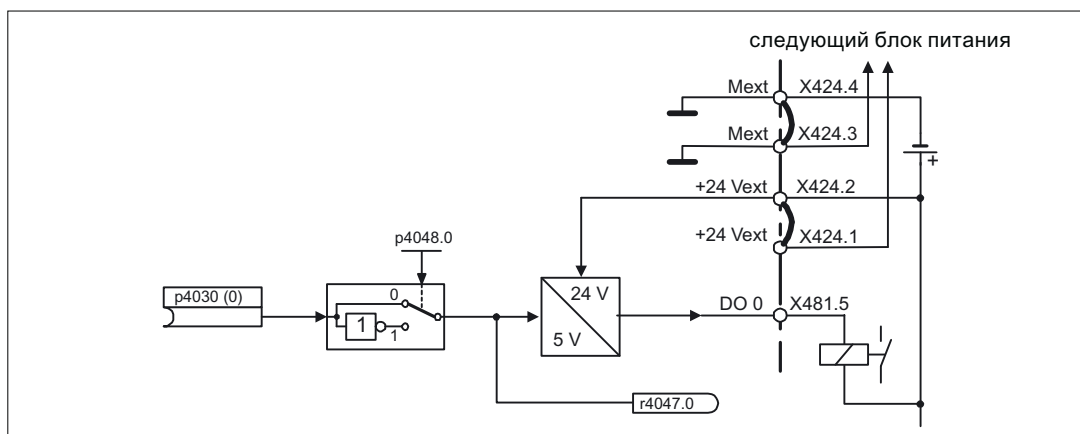 следующий блок питания
Mext X424.4
Mext X424.3
+
+24 Vext X424.2
+24 Vext X424.1
p4048.0
p4030 (0)
0
1
1
24 V
5 V
DO 0 X481.5
r4047.0